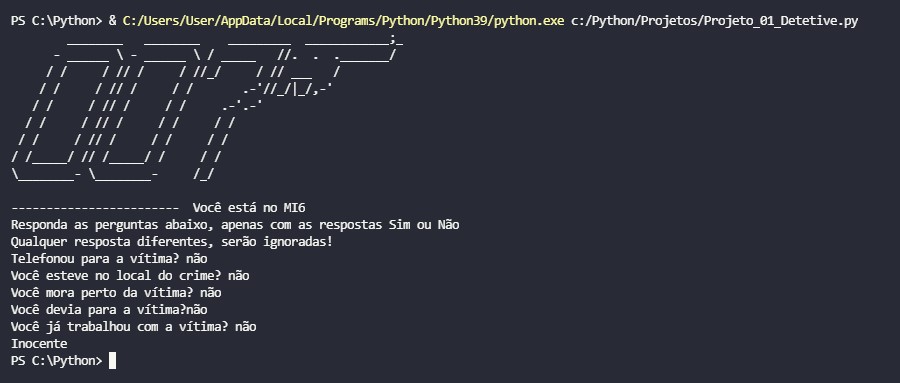 PS C:\Python> & C:/Users/User/AppData/Local/Programs/Python/Python39/python.exe c:/Python/Projetos/Projeto_01_Detetive.py
007
------------------------ Você está no MI6
Responda as perguntas abaixo, apenas com as respostas Sim ou Não
Qualquer resposta diferentes, serão ignoradas!
Telefonou para a vítima? não
Você esteve no local do crime? não
Você mora perto da vítima? não
Você devia para a vítima?não
Você já trabalhou com a vítima? não
Inocente
PS C:\Python>